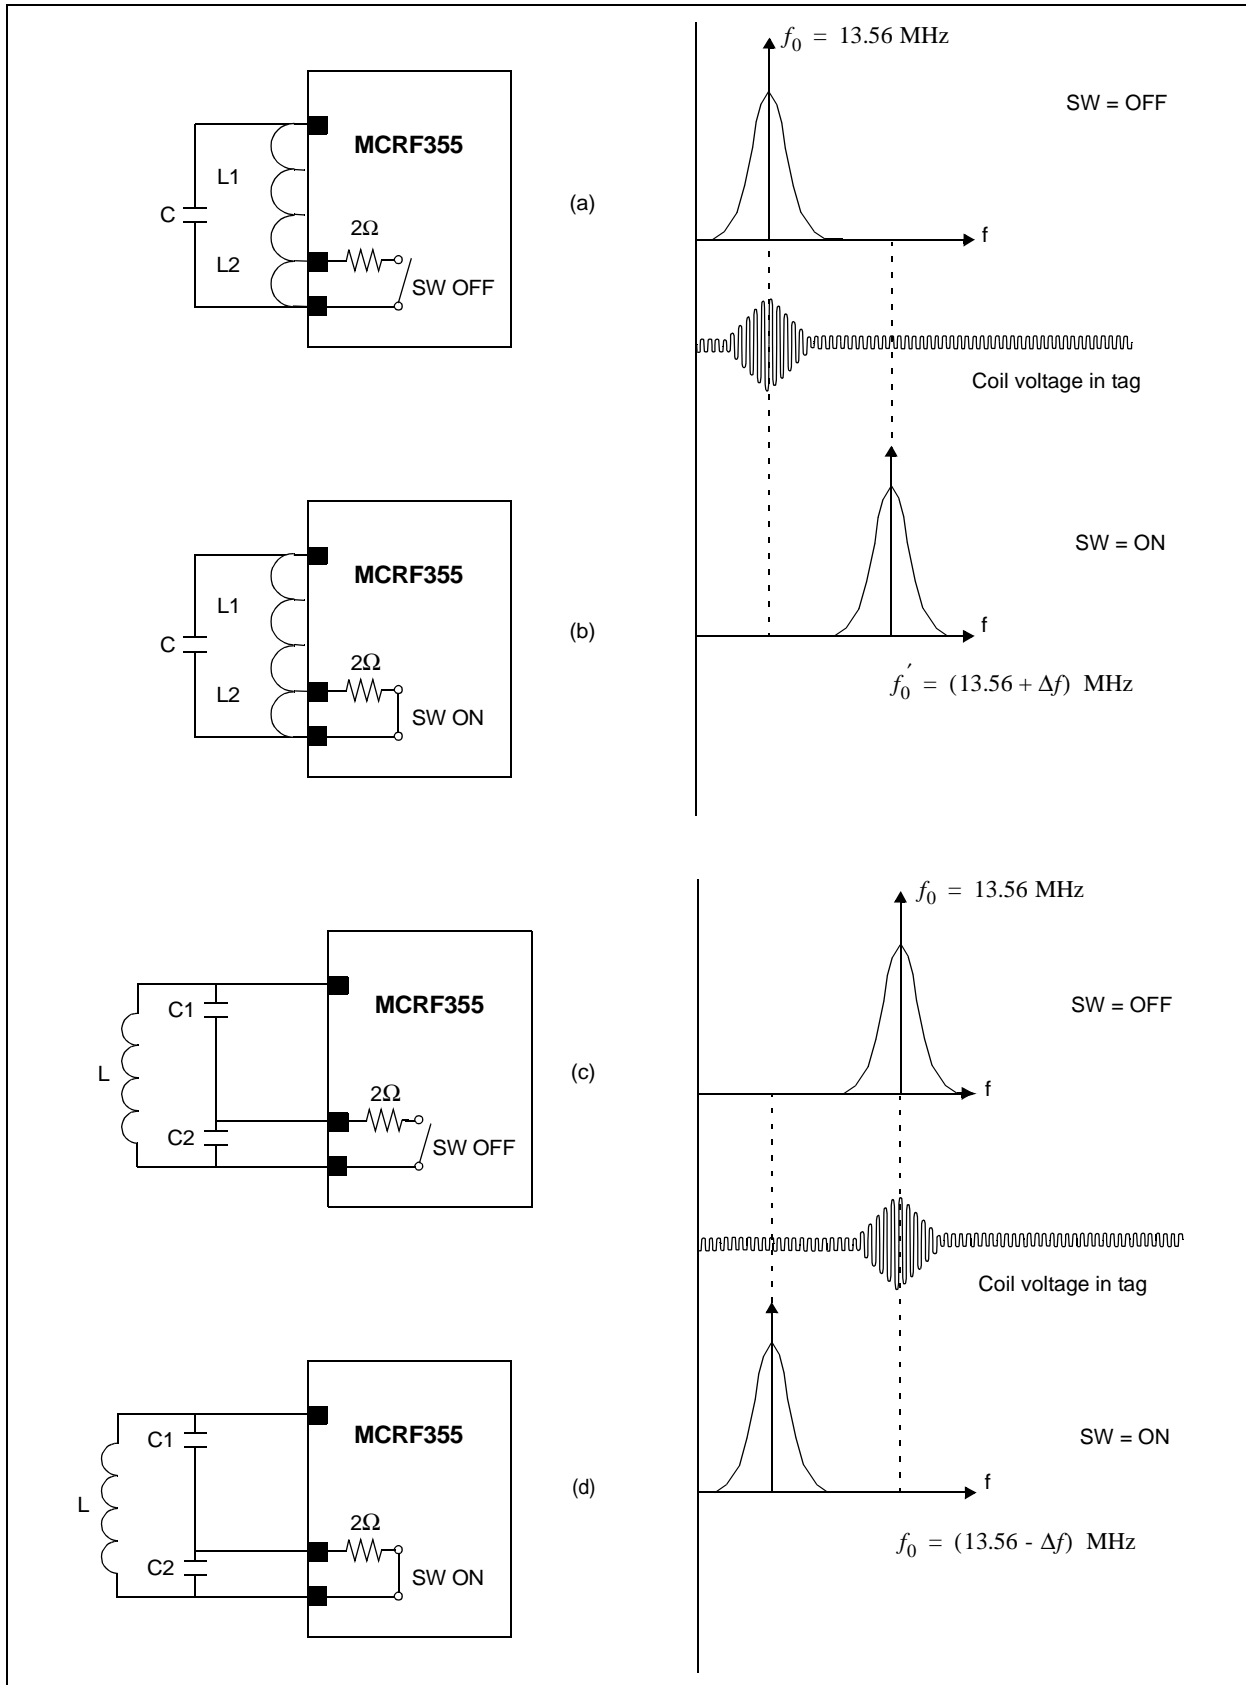 f0 = 13.56 MHz
SW = OFF
MCRF355
L1
C
2Ω
(a)
L2
SW OFF
f
Coil voltage in tag
MCRF355
SW = ON
L1
C
(b)
f
2Ω
L2
SW ON
f0′ = (13.56 + Δf) MHz
f0 = 13.56 MHz
MCRF355
SW = OFF
C1
L
(c)
2Ω
f
C2
SW OFF
Coil voltage in tag
MCRF355
SW = ON
C1
L
(d)
f
2Ω
C2
SW ON
f0 = (13.56 - Δf) MHz